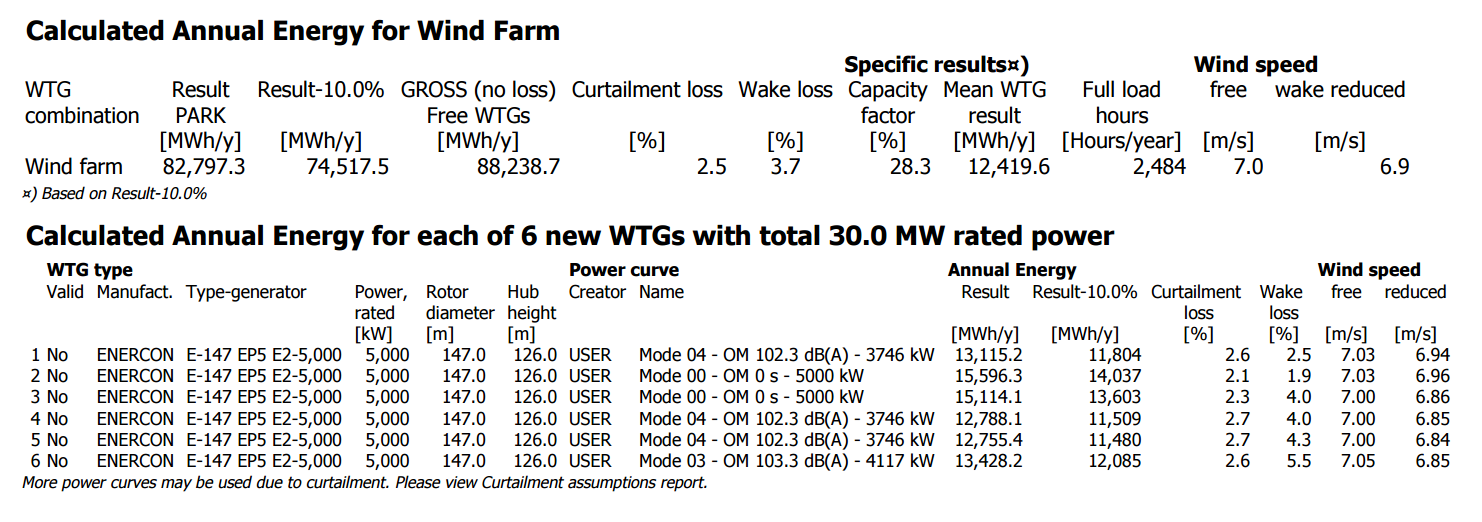 Calculated Annual Energy for Wind Farm
Specific results¤) Wind speed
WTG Result Result-10.0% GROSS (no loss) Curtailment loss Wake loss Capacity Mean WTG Full load free wake reduced
combination PARK Free WTGs factor result hours
[MWh/y] [MWh/y] [MWh/y] [%] [%] [%] [MWh/y] [Hours/year] [m/s] [m/s]
Wind farm 82,797.3 74,517.5 88,238.7 2.5 3.7 28.3 12,419.6 2,484 7.0 6.9
¤) Based on Result-10.0%
Calculated Annual Energy for each of 6 new WTGs with total 30.0 MW rated power
WTG type Power curve Annual Energy Wind speed
Valid Manufact. Type-generator Power, Rotor Hub Creator Name Result Result-10.0% Curtailment Wake free reduced
rated diameter height loss loss
[kW] [m] [m] [MWh/y] [MWh/y] [%] [%] [m/s] [m/s]
1 No ENERCON E-147 EP5 E2-5,000 5,000 147.0 126.0 USER Mode 04 - OM 102.3 dB(A) - 3746 kW 13,115.2 11,804 2.6 2.5 7.03 6.94
2 No ENERCON E-147 EP5 E2-5,000 5,000 147.0 126.0 USER Mode 00 - OM 0 s - 5000 kW 15,596.3 14,037 2.1 1.9 7.03 6.96
3 No ENERCON E-147 EP5 E2-5,000 5,000 147.0 126.0 USER Mode 00 - OM 0 s - 5000 kW 15,114.1 13,603 2.3 4.0 7.00 6.86
4 No ENERCON E-147 EP5 E2-5,000 5,000 147.0 126.0 USER Mode 04 - OM 102.3 dB(A) - 3746 kW 12,788.1 11,509 2.7 4.0 7.00 6.85
5 No ENERCON E-147 EP5 E2-5,000 5,000 147.0 126.0 USER Mode 04 - OM 102.3 dB(A) - 3746 kW 12,755.4 11,480 2.7 4.3 7.00 6.84
6 No ENERCON E-147 EP5 E2-5,000 5,000 147.0 126.0 USER Mode 03 - OM 103.3 dB(A) - 4117 kW 13,428.2 12,085 2.6 5.5 7.05 6.85
More power curves may be used due to curtailment. Please view Curtailment assumptions report.